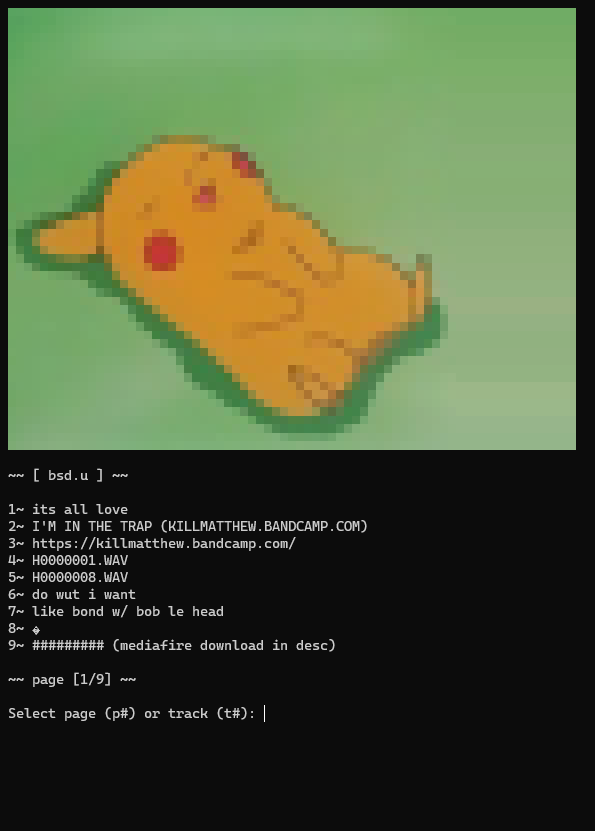 ~~ [ bsd.u ] ~~
1~ its all love
2~ I'M IN THE TRAP (KILLMATTHEW.BANDCAMP.COM)
3~ https://killmatthew.bandcamp.com/
4~ H0000001.WAV
5~ H0000008.WAV
6~ do wut i want
7~ like bond w/ bob le head
8~ �
9~ ######### (mediafire download in desc)
~~ page [1/9] ~~
Select page (p#) or track (t#):